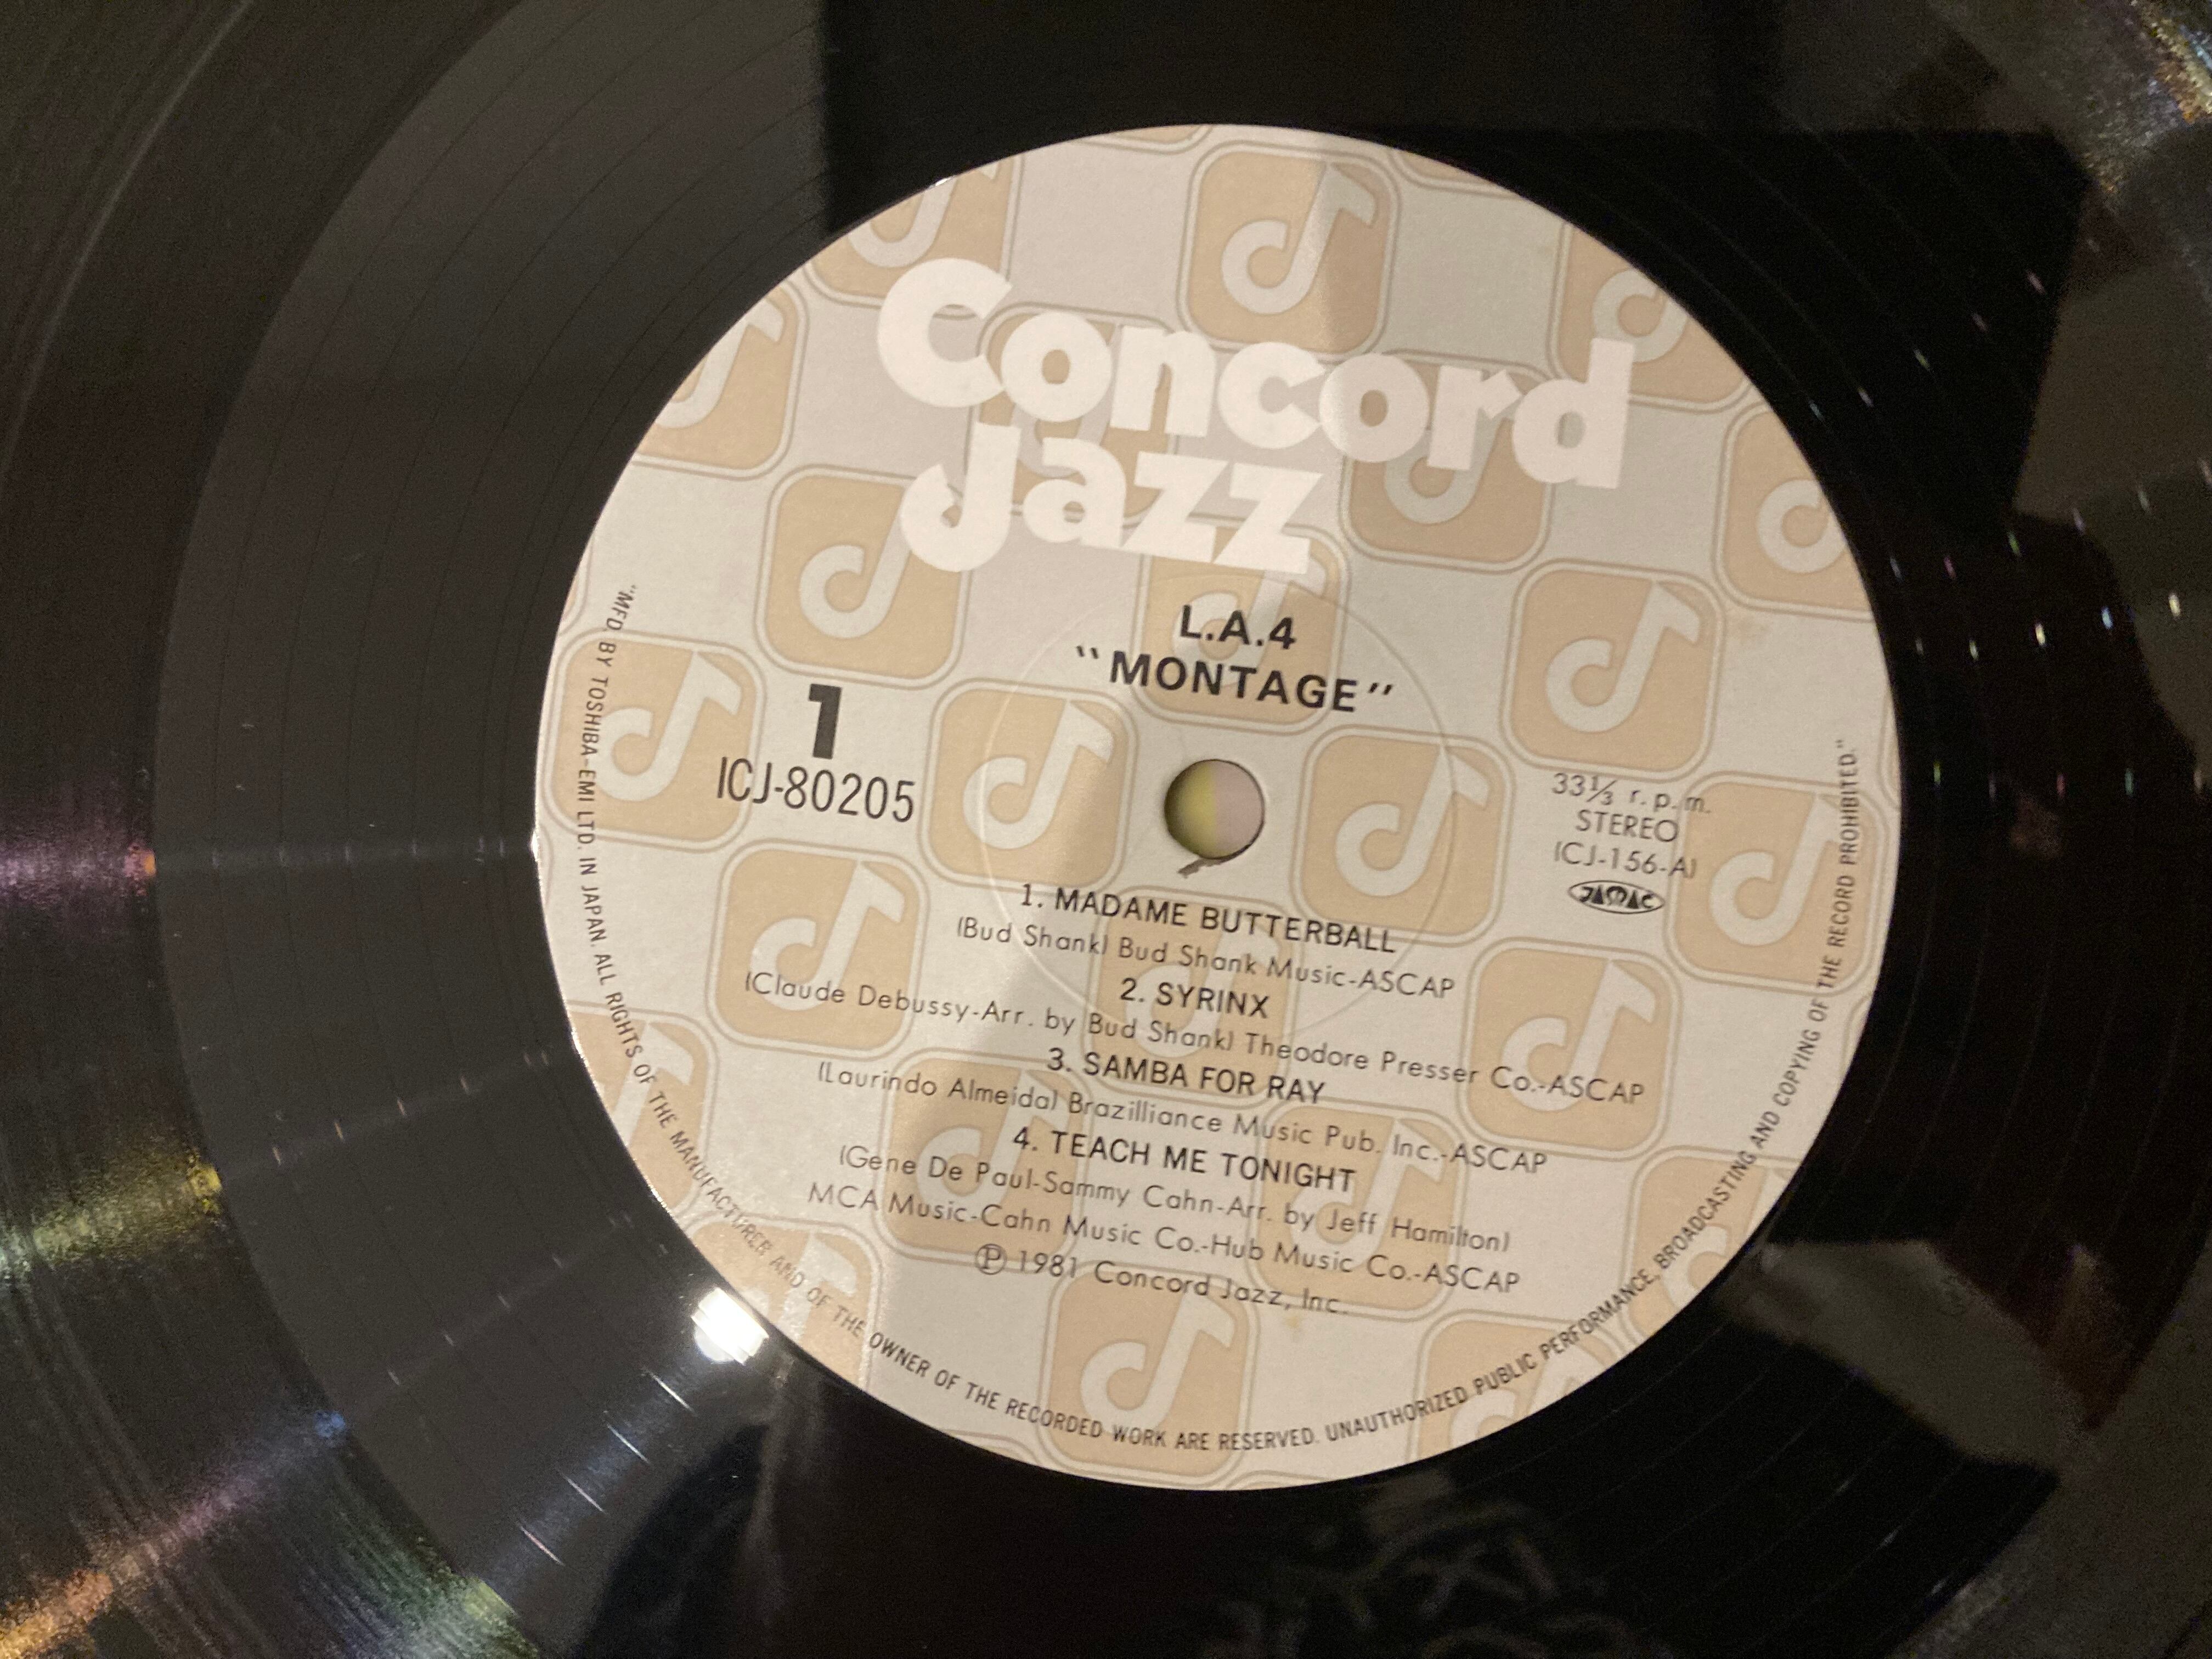 Concord
Jazz
L.A.4
"MONTAGE"
1
ICJ-80205
33⅓ r.p.m.
STEREO
(CJ-156-A)
JASRAC
1. MADAME BUTTERBALL
(Bud Shank) Bud Shank Music-ASCAP
2. SYRINX
(Claude Debussy-Arr. by Bud Shank) Theodore Presser Co.-ASCAP
3. SAMBA FOR RAY
(Laurindo Almeida) Brazilliance Music Pub. Inc.-ASCAP
4. TEACH ME TONIGHT
(Gene De Paul-Sammy Cahn-Arr. by Jeff Hamilton)
MCA Music-Cahn Music Co.-Hub Music Co.-ASCAP
Ⓟ 1981 Concord Jazz, Inc.
"MFD. BY TOSHIBA-EMI LTD. IN JAPAN. ALL RIGHTS OF THE MANUFACTURER AND OF THE OWNER OF THE RECORDED WORK ARE RESERVED. UNAUTHORIZED PUBLIC PERFORMANCE, BROADCASTING AND COPYING OF THE RECORD PROHIBITED."